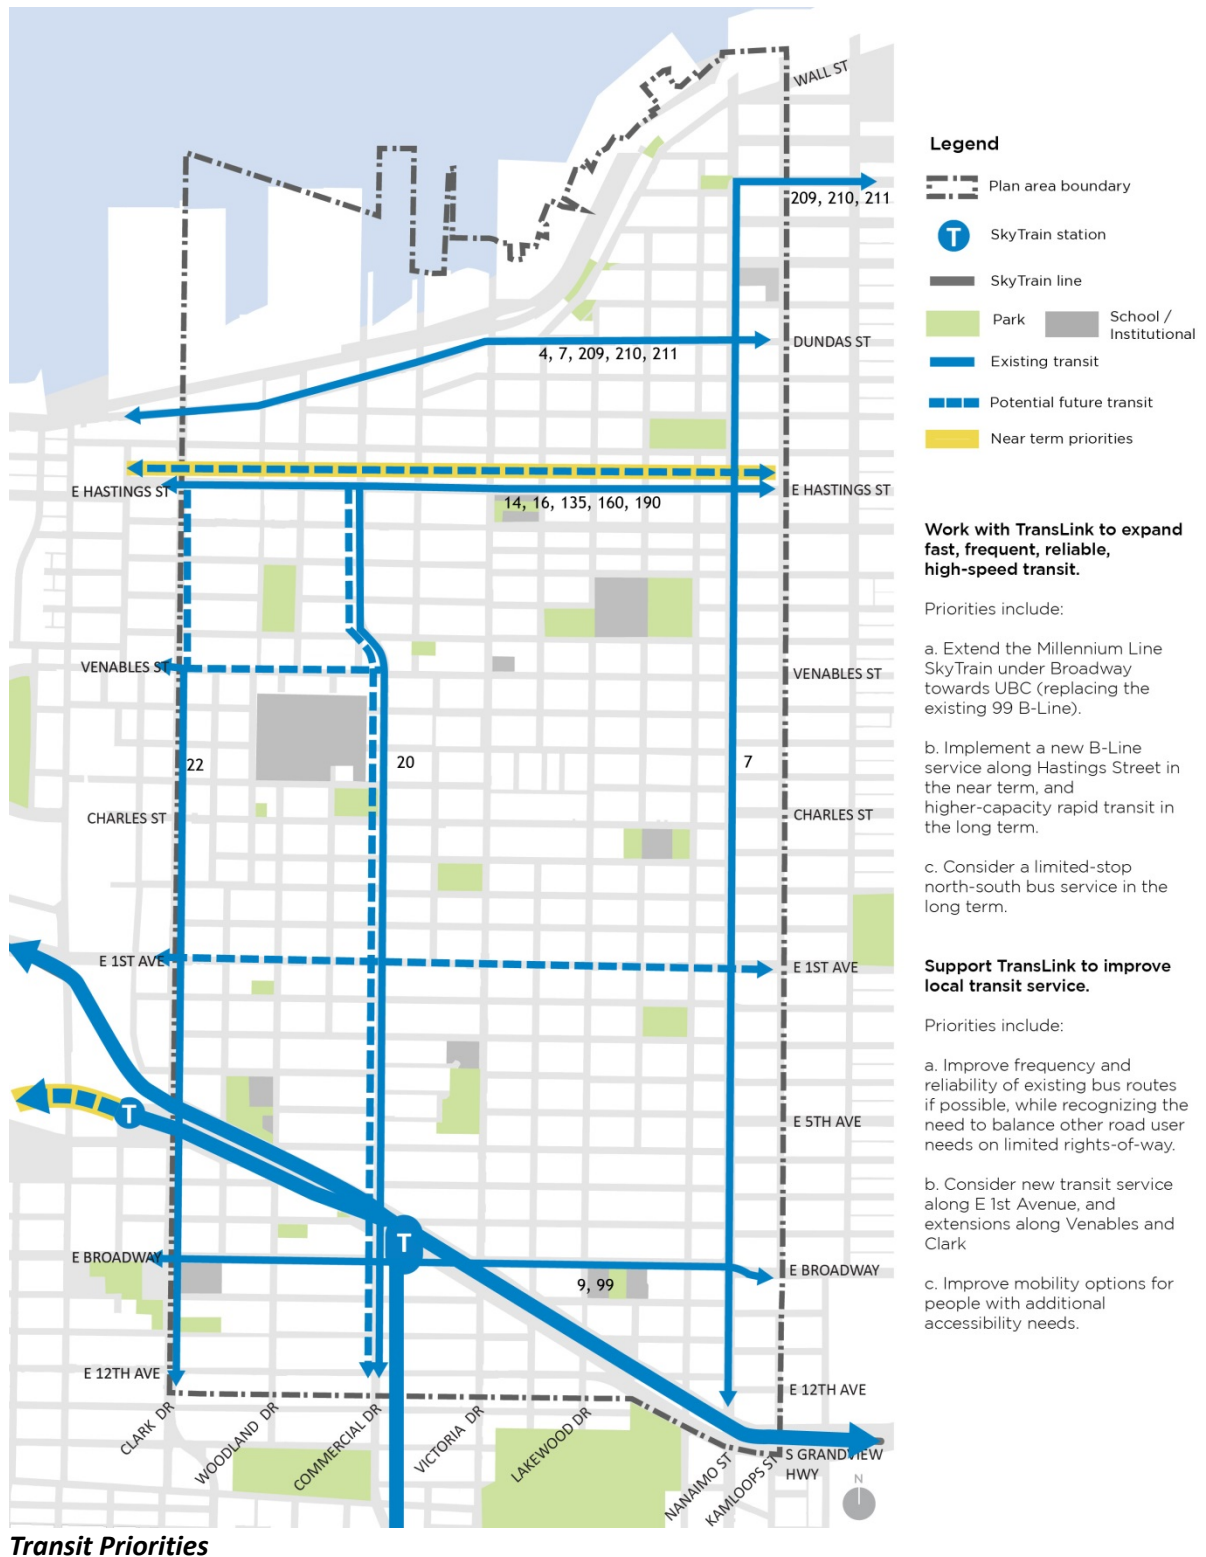 WALL ST
209, 210, 211
DUNDAS ST
4, 7, 209, 210, 211
E HASTINGS ST
E HASTINGS ST
14, 16, 135, 160, 190
VENABLES ST
VENABLES ST
22
20
7
CHARLES ST
CHARLES ST
E 1ST AVE
E 1ST AVE
T
E 5TH AVE
T
E BROADWAY
E BROADWAY
9, 99
E 12TH AVE
E 12TH AVE
CLARK DR
WOODLAND DR
COMMERCIAL DR
VICTORIA DR
LAKEWOOD DR
NANAIMO ST
KAMLOOPS ST
S GRANDVIEW
HWY
N
Legend
Plan area boundary
T
SkyTrain station
SkyTrain line
Park
School /
Institutional
Existing transit
Potential future transit
Near term priorities
Work with TransLink to expand
fast, frequent, reliable,
high-speed transit.
Priorities include:
a. Extend the Millennium Line
SkyTrain under Broadway
towards UBC (replacing the
existing 99 B-Line).
b. Implement a new B-Line
service along Hastings Street in
the near term, and
higher-capacity rapid transit in
the long term.
c. Consider a limited-stop
north-south bus service in the
long term.
Support TransLink to improve
local transit service.
Priorities include:
a. Improve frequency and
reliability of existing bus routes
if possible, while recognizing the
need to balance other road user
needs on limited rights-of-way.
b. Consider new transit service
along E 1st Avenue, and
extensions along Venables and
Clark
c. Improve mobility options for
people with additional
accessibility needs.
Transit Priorities